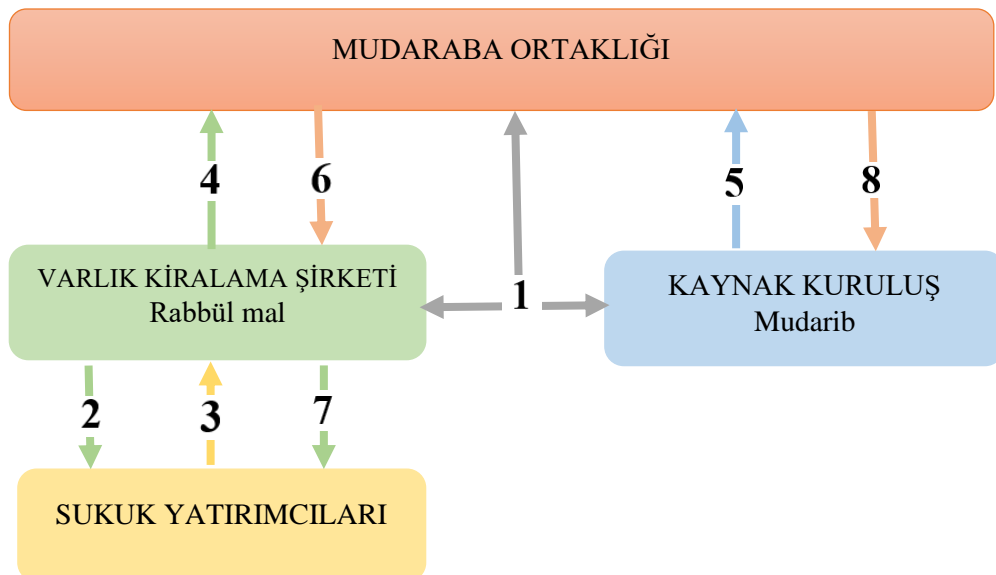 MUDARABA ORTAKLIĞI
4
6
5
8
VARLIK KİRALAMA ŞİRKETİ
Rabbül mal
1
KAYNAK KURULUŞ
Mudarib
2
3
7
SUKUK YATIRIMCILARI